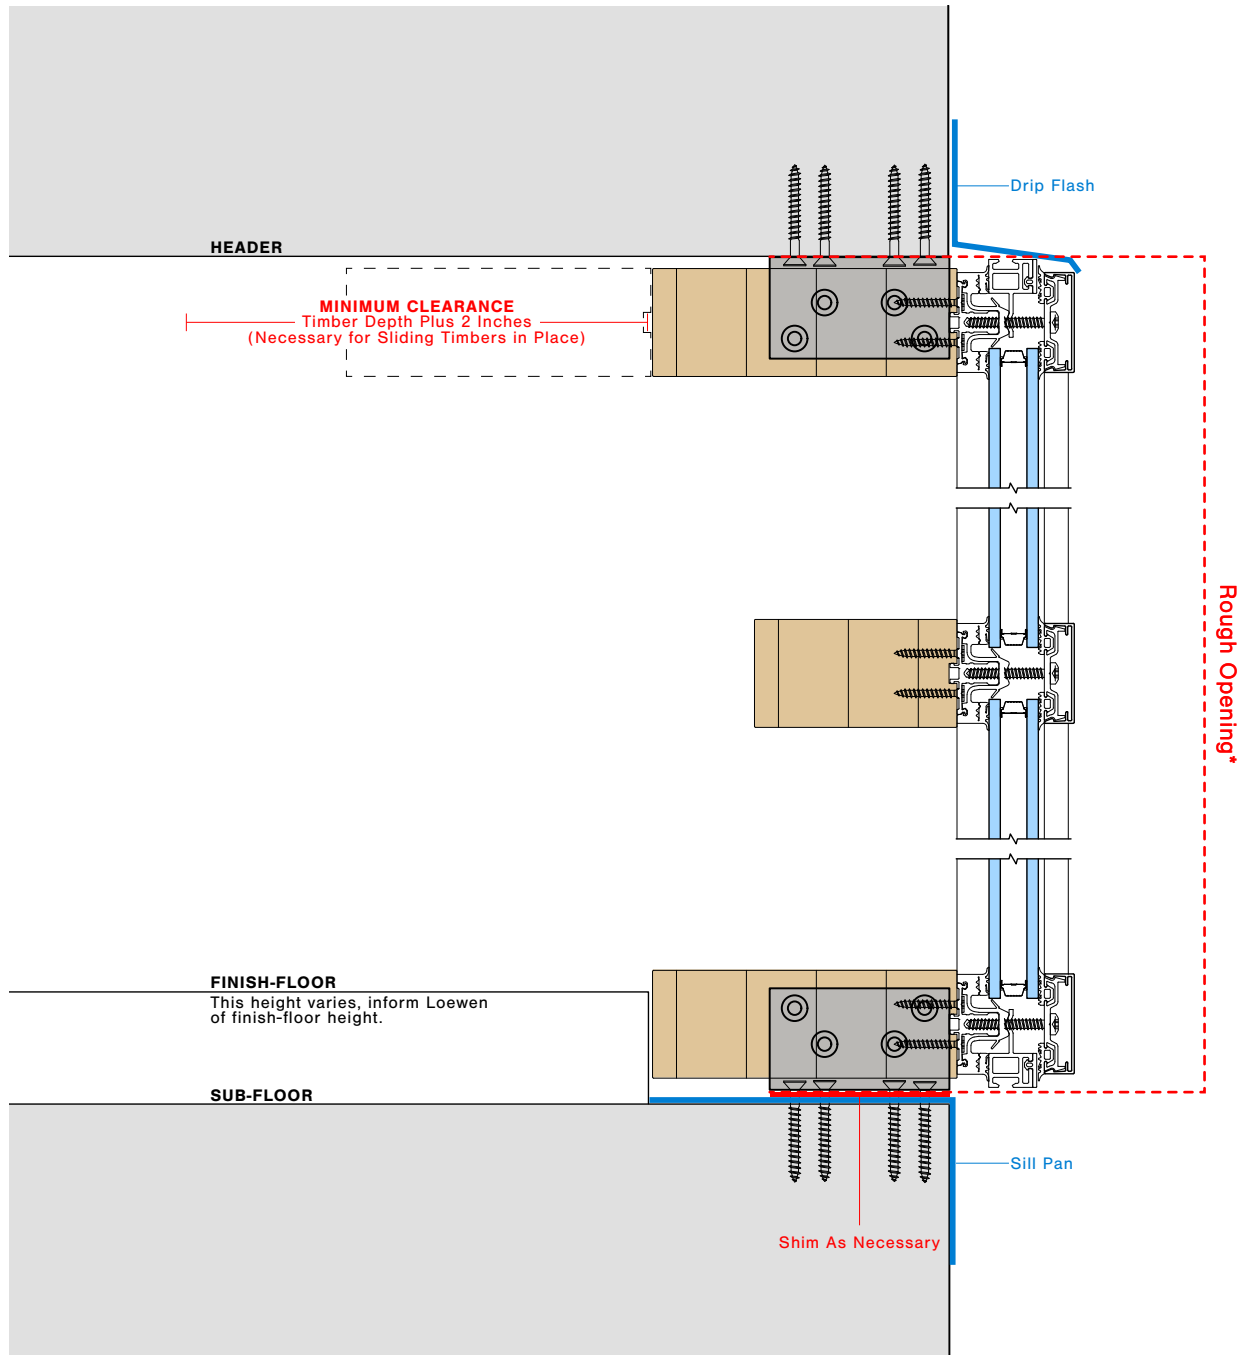 Drip Flash
HEADER
MINIMUM CLEARANCE
Timber Depth Plus 2 Inches
(Necessary for Sliding Timbers in Place)
Rough Opening*
FINISH-FLOOR
This height varies, inform Loewen
of finish-floor height.
SUB-FLOOR
Sill Pan
Shim As Necessary